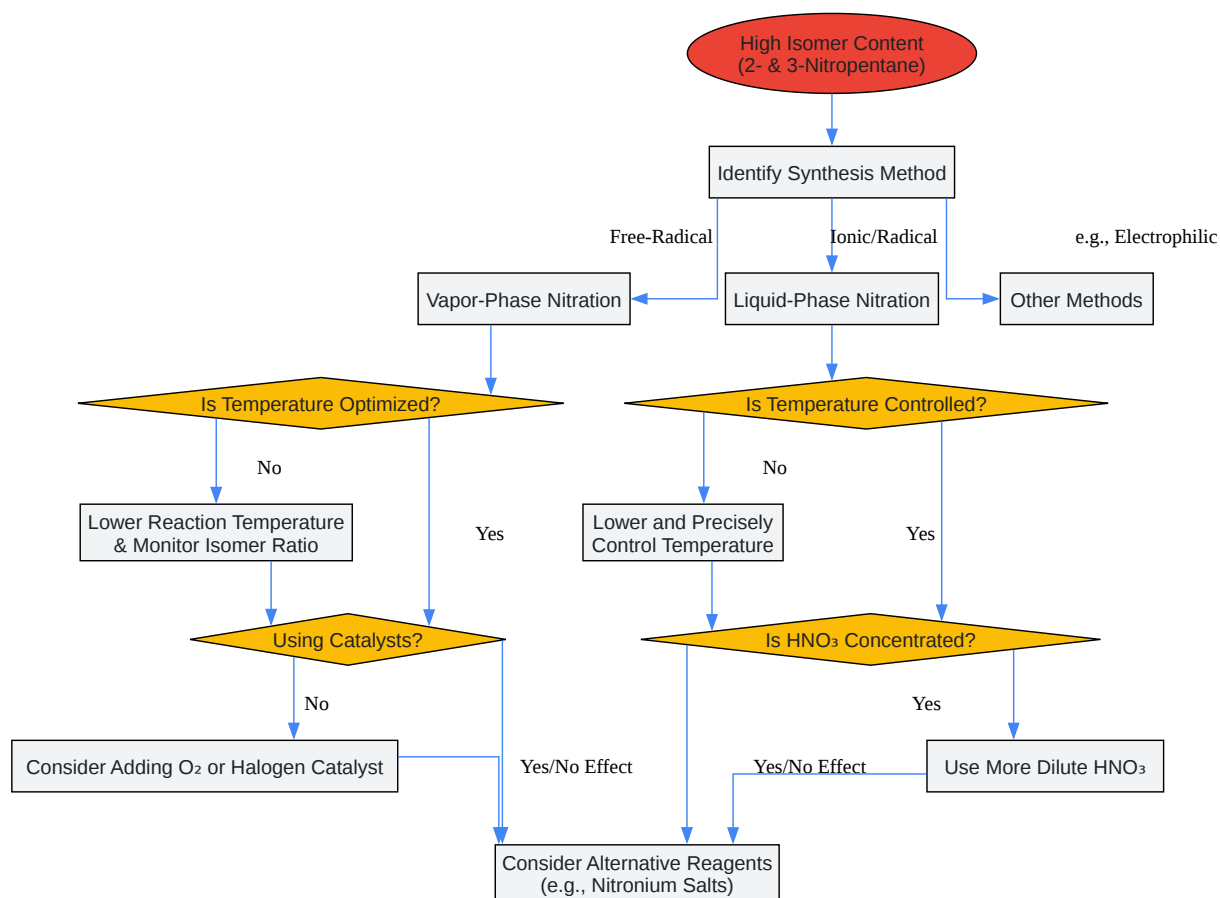 High Isomer Content
(2- & 3-Nitropentane)
Identify Synthesis Method
Free-Radical
Ionic/Radical
e.g., Electrophilic
Vapor-Phase Nitration
Liquid-Phase Nitration
Other Methods
Is Temperature Optimized?
Is Temperature Controlled?
No
No
Lower Reaction Temperature
& Monitor Isomer Ratio
Yes
Lower and Precisely
Control Temperature
Yes
Using Catalysts?
Is HNO₃ Concentrated?
No
Yes
Consider Adding O₂ or Halogen Catalyst
Yes/No Effect
Yes/No Effect
Use More Dilute HNO₃
Consider Alternative Reagents
(e.g., Nitronium Salts)